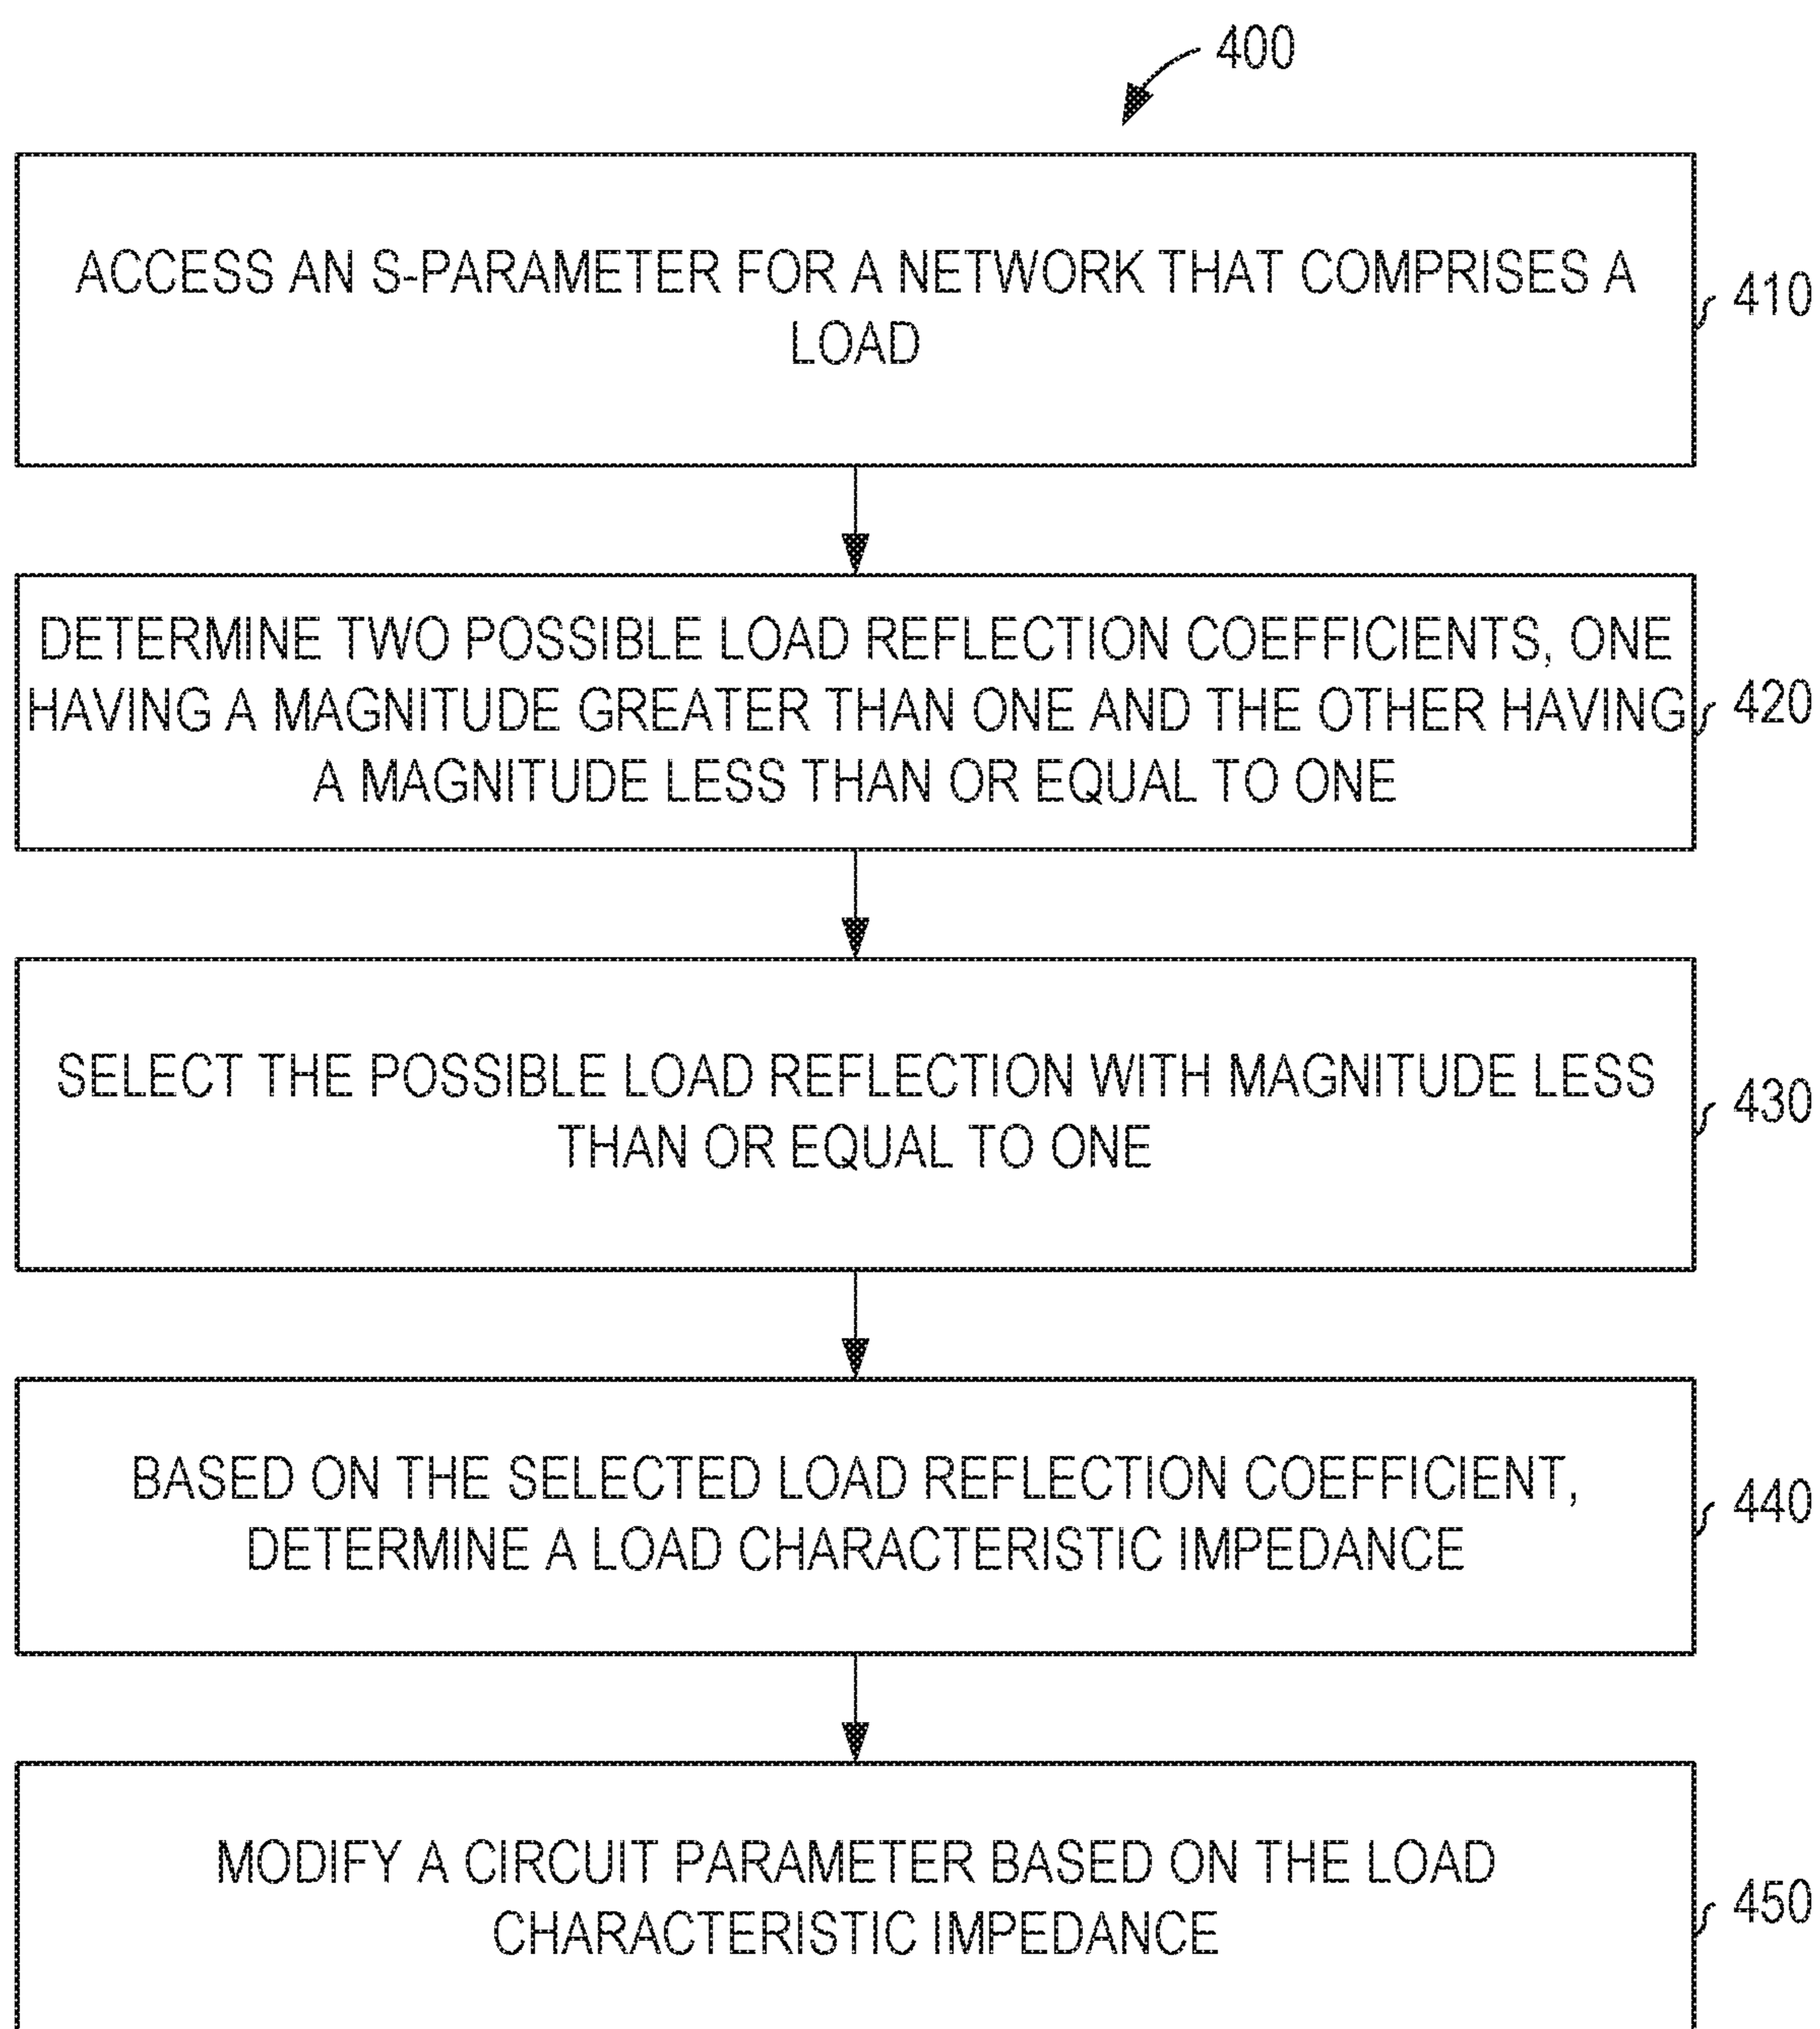 400
ACCESS AN S-PARAMETER FOR A NETWORK THAT COMPRISES A
LOAD
410
DETERMINE TWO POSSIBLE LOAD REFLECTION COEFFICIENTS, ONE
HAVING A MAGNITUDE GREATER THAN ONE AND THE OTHER HAVING
A MAGNITUDE LESS THAN OR EQUAL TO ONE
420
SELECT THE POSSIBLE LOAD REFLECTION WITH MAGNITUDE LESS
THAN OR EQUAL TO ONE
430
BASED ON THE SELECTED LOAD REFLECTION COEFFICIENT,
DETERMINE A LOAD CHARACTERISTIC IMPEDANCE
440
MODIFY A CIRCUIT PARAMETER BASED ON THE LOAD
CHARACTERISTIC IMPEDANCE
450